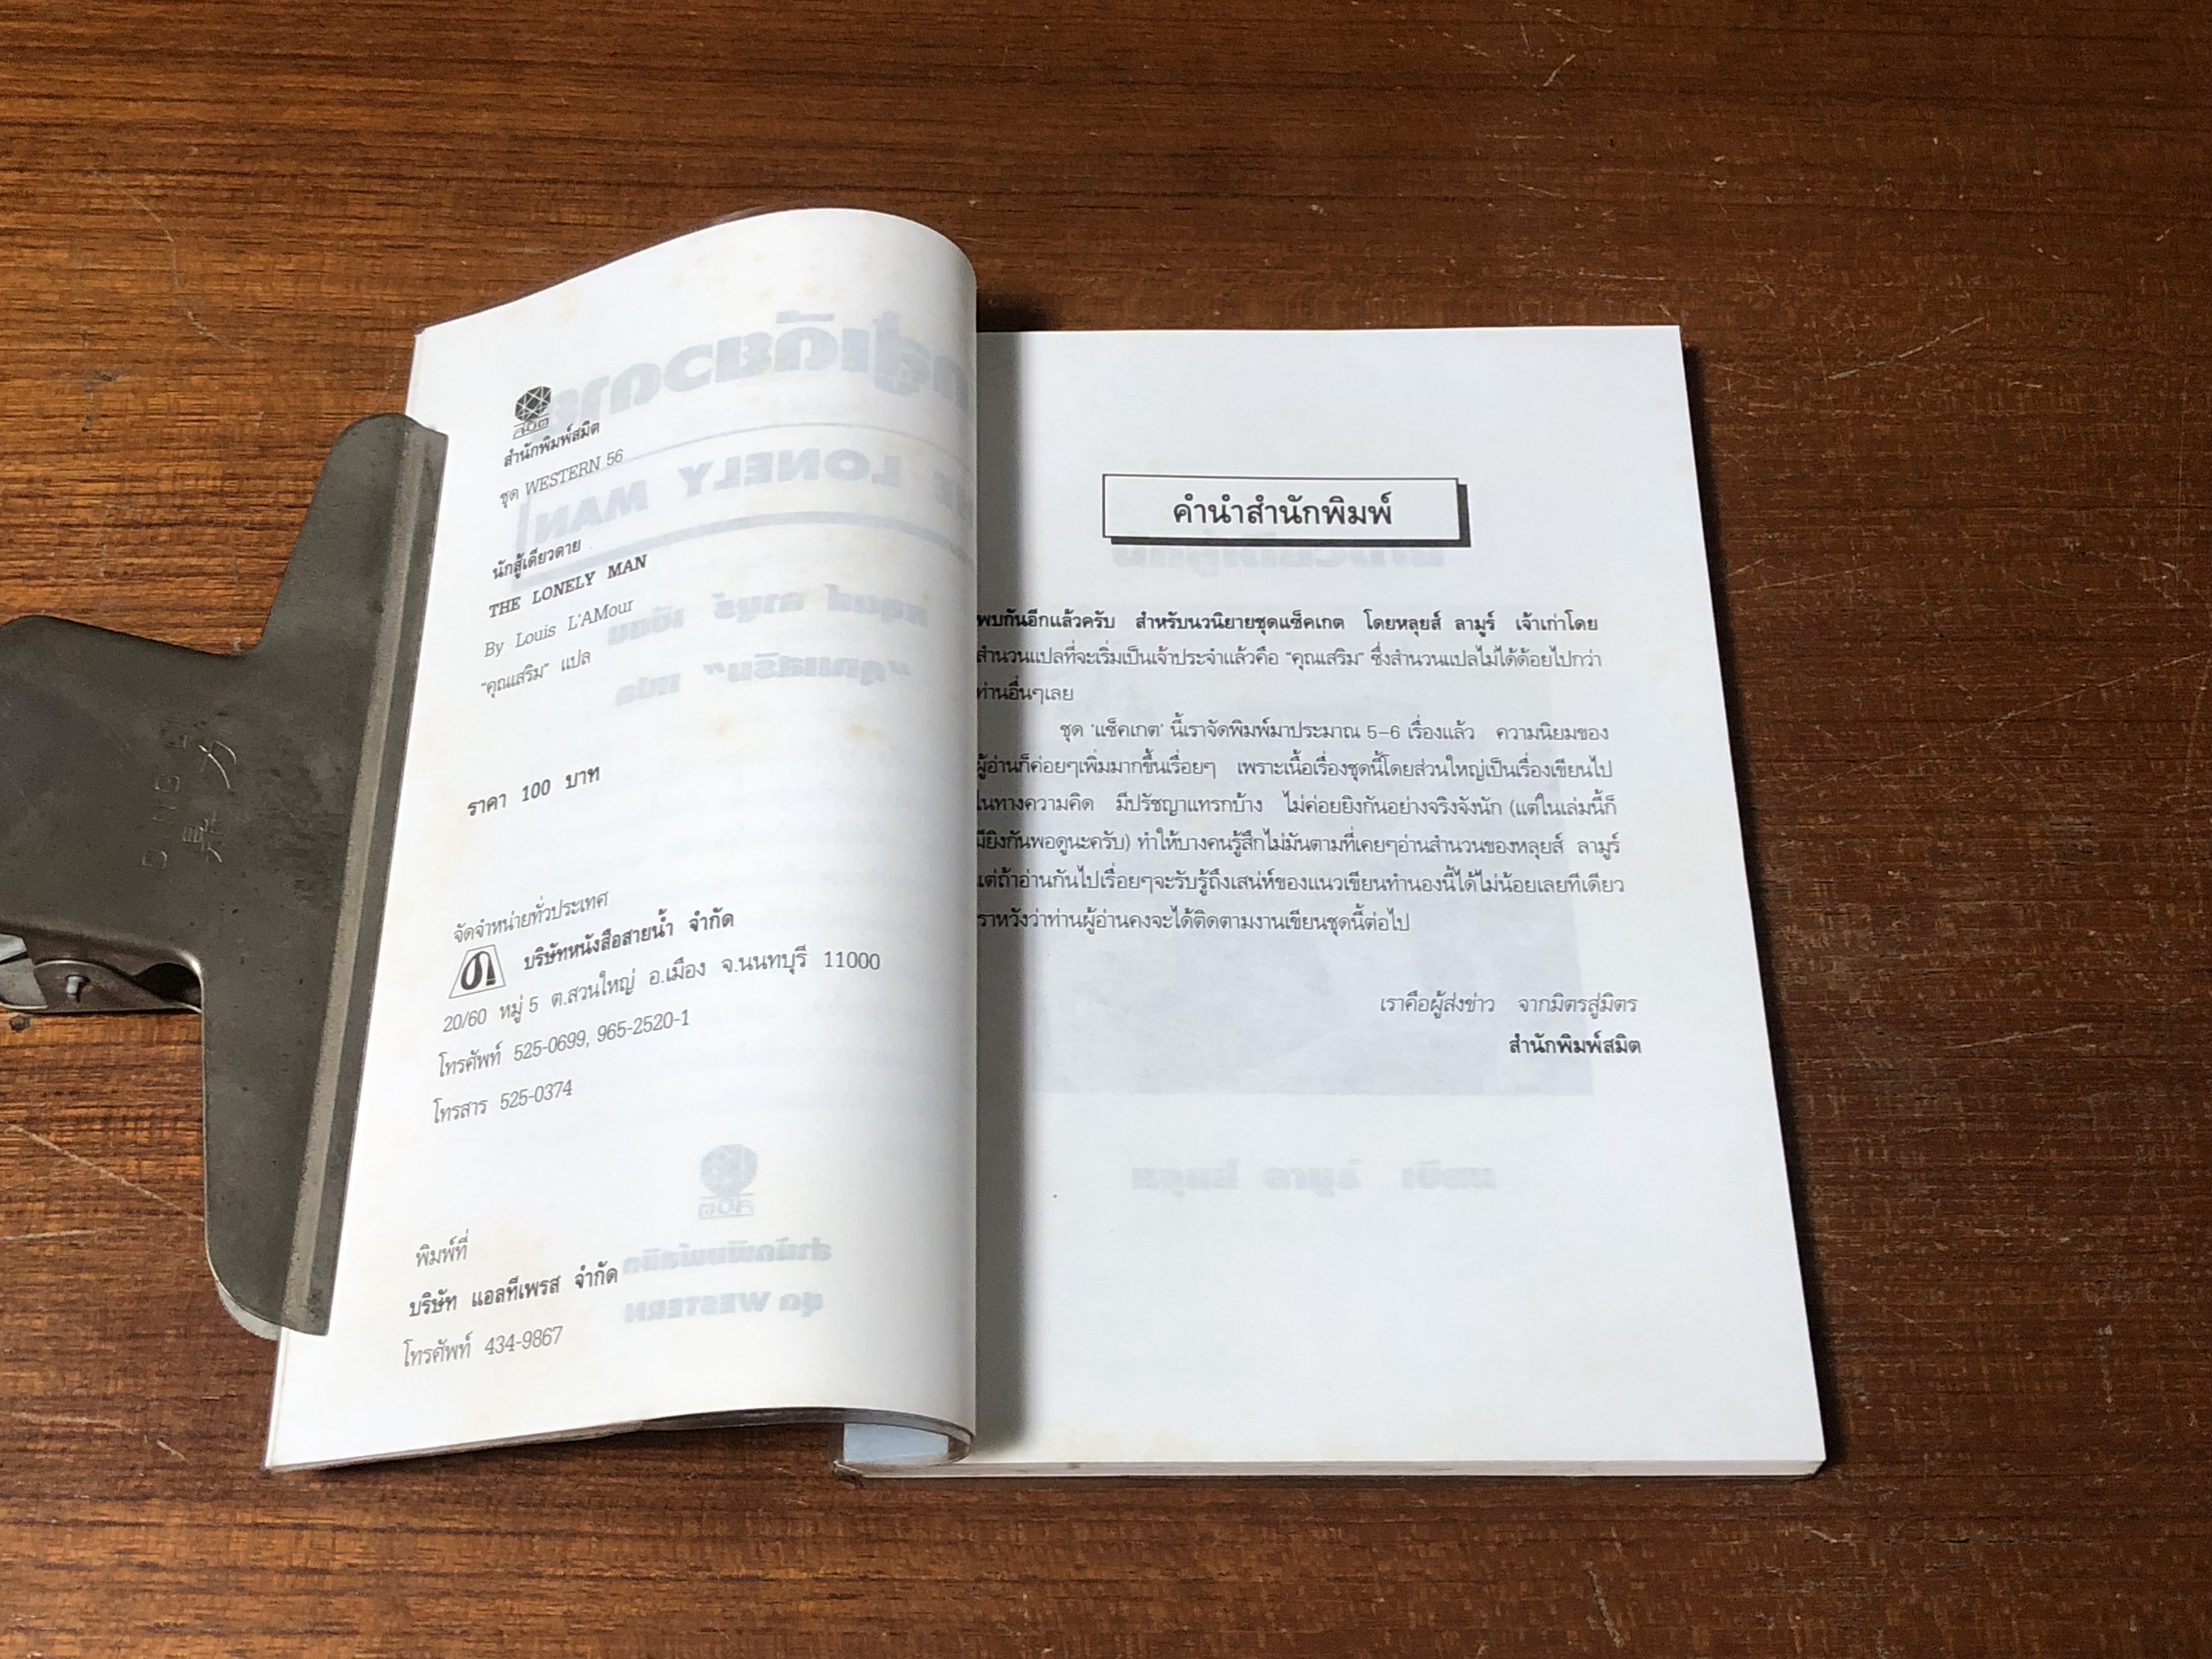 สมิต
สำนักพิมพ์สมิต
ชุด WESTERN 56
นักสู้เดียวดาย
THE LONELY MAN
By Louis L'AMour
"คุณเสริม" แปล
ราคา 100 บาท
จัดจำหน่ายทั่วประเทศ
บริษัทหนังสือสายน้ำ จำกัด
20/60 หมู่ 5 ต.สวนใหญ่ อ.เมือง จ.นนทบุรี 11000
โทรศัพท์ 525-0699, 965-2520-1
โทรสาร 525-0374
พิมพ์ที่
บริษัท แอลทีเพรส จำกัด
โทรศัพท์ 434-9867
คำนำสำนักพิมพ์
พบกันอีกแล้วครับ สำหรับนวนิยายชุดแซ็คเกต โดยหลุยส์ ลามูร์ เจ้าเก่าโดย
สำนวนแปลที่จะเริ่มเป็นเจ้าประจำแล้วคือ "คุณเสริม" ซึ่งสำนวนแปลไม่ได้ด้อยไปกว่า
ท่านอื่นๆเลย
ชุด 'แซ็คเกต' นี้เราจัดพิมพ์มาประมาณ 5-6 เรื่องแล้ว ความนิยมของ
ผู้อ่านก็ค่อยๆเพิ่มมากขึ้นเรื่อยๆ เพราะเนื้อเรื่องชุดนี้โดยส่วนใหญ่เป็นเรื่องเขียนไป
ในทางความคิด มีปรัชญาแทรกบ้าง ไม่ค่อยยิงกันอย่างจริงจังนัก (แต่ในเล่มนี้ก็
มียิงกันพอดูนะครับ) ทำให้บางคนรู้สึกไม่มันตามที่เคยๆอ่านสำนวนของหลุยส์ ลามูร์
แต่ถ้าอ่านกันไปเรื่อยๆจะรับรู้ถึงเสน่ห์ของแนวเขียนทำนองนี้ได้ไม่น้อยเลยทีเดียว
ราหวังว่าท่านผู้อ่านคงจะได้ติดตามงานเขียนชุดนี้ต่อไป
เราคือผู้ส่งข่าว จากมิตรสู่มิตร
สำนักพิมพ์สมิต